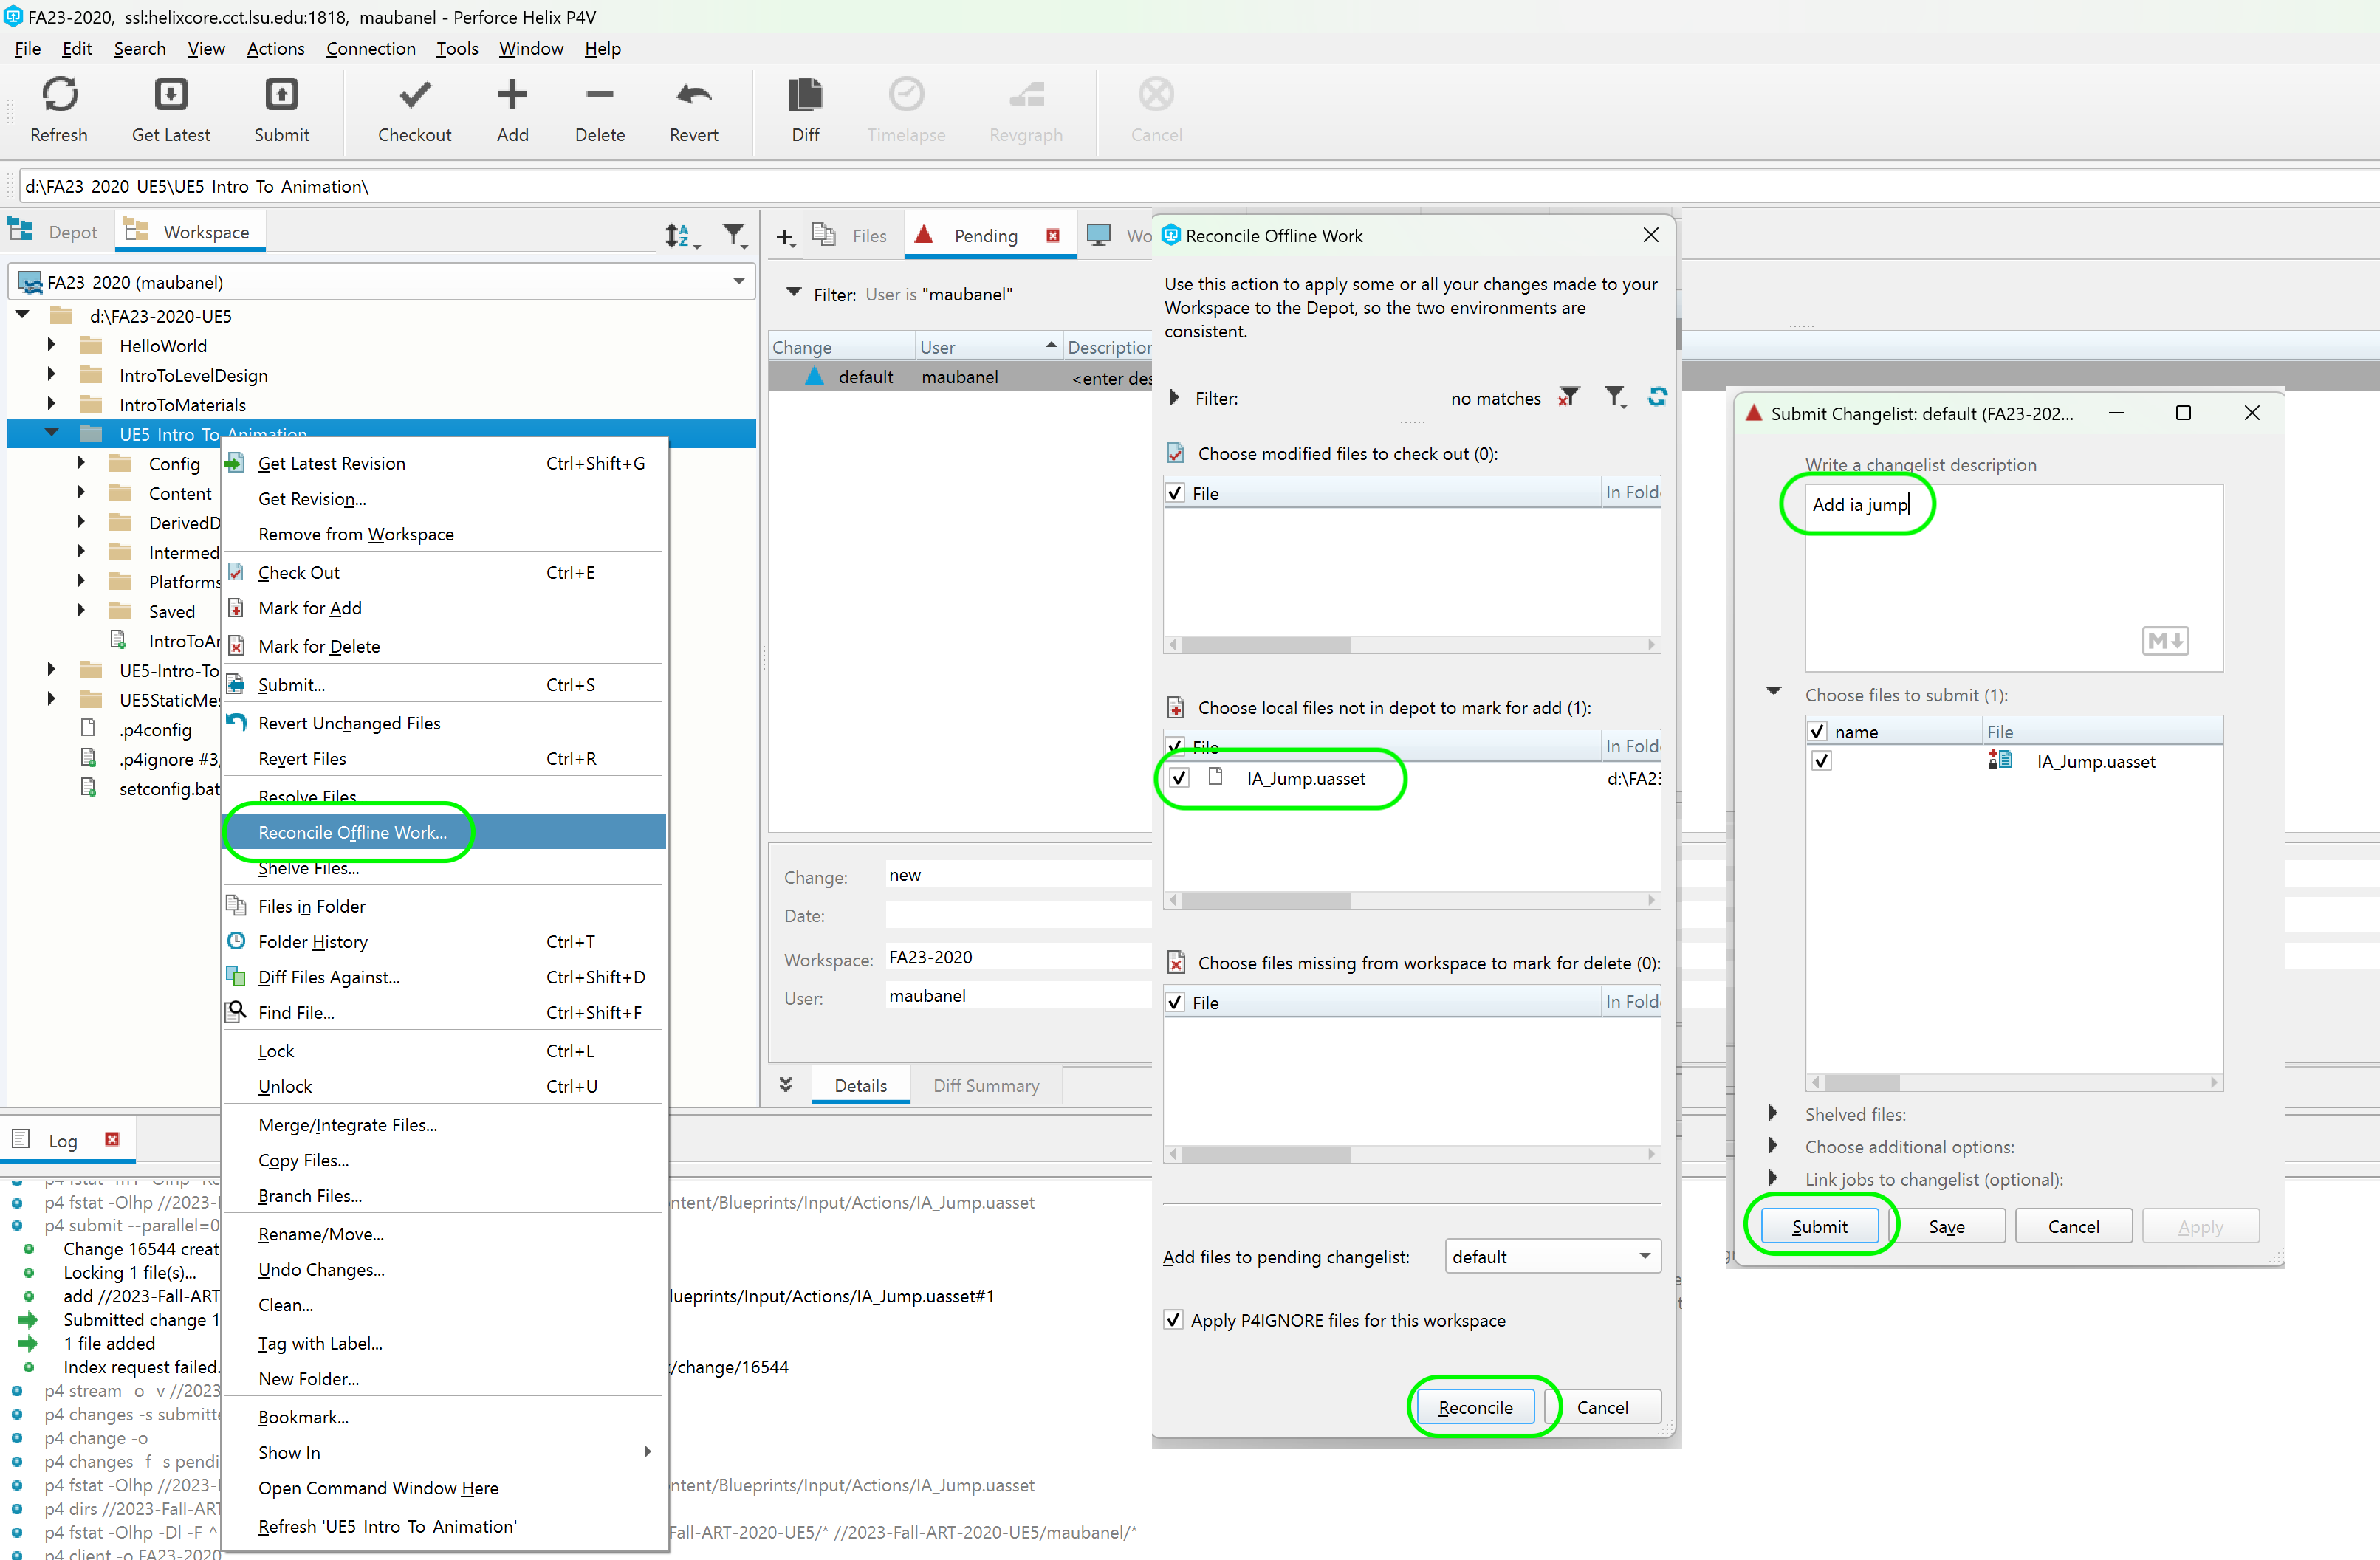 FA23-2020, ssl:helixcore.cct.lsu.edu:1818, maubanel - Perforce Helix P4V
File Edit Search View Actions Connection Tools Window Help
Refresh Get Latest Submit Checkout Add Delete Revert Diff Timelapse Revgraph Cancel
d:\FA23-2020-UE5\UE5-Intro-To-Animation\
Depot Workspace
FA23-2020 (maubanel)
d:\FA23-2020-UE5
HelloWorld
IntroToLevelDesign
IntroToMaterials
UE5-Intro-To-Animation
Config
Content
DerivedD
Intermed
Platforms
Saved
IntroToAr
UE5-Intro-To
UE5StaticMes
.p4config
.p4ignore #3,
setconfig.bat
Get Latest Revision Ctrl+Shift+G
Get Revision...
Remove from Workspace
Check Out Ctrl+E
Mark for Add
Mark for Delete
Submit... Ctrl+S
Revert Unchanged Files
Revert Files Ctrl+R
Resolve Files
Reconcile Offline Work...
Shelve Files...
Files in Folder
Folder History Ctrl+T
Diff Files Against... Ctrl+Shift+D
Find File... Ctrl+Shift+F
Lock Ctrl+L
Unlock Ctrl+U
Merge/Integrate Files...
Copy Files...
Branch Files...
Rename/Move...
Undo Changes...
Clean...
Tag with Label...
New Folder...
Bookmark...
Show In
Open Command Window Here
Refresh 'UE5-Intro-To-Animation'
Files Pending Wo
Filter: User is "maubanel"
Change User Description
default maubanel <enter des
Change: new
Date:
Workspace: FA23-2020
User: maubanel
Details Diff Summary
Log
p4 fstat -Olhp //2023-F ntent/Blueprints/Input/Actions/IA_Jump.uasset
p4 submit --parallel=0
Change 16544 creat
Locking 1 file(s)...
add //2023-Fall-ART lueprints/Input/Actions/IA_Jump.uasset#1
Submitted change 1
1 file added
Index request failed. /change/16544
p4 stream -o -v //2023
p4 changes -s submitte
p4 change -o
p4 changes -f -s pendi
p4 fstat -Olhp //2023-F ntent/Blueprints/Input/Actions/IA_Jump.uasset
p4 dirs //2023-Fall-ART
p4 fstat -Olhp -Dl -F ^ Fall-ART-2020-UE5/* //2023-Fall-ART-2020-UE5/maubanel/*
p4 client -o FA23-2020
Reconcile Offline Work
Use this action to apply some or all your changes made to your
Workspace to the Depot, so the two environments are
consistent.
Filter: no matches
Choose modified files to check out (0):
File In Folde
Choose local files not in depot to mark for add (1):
File In Folde
IA_Jump.uasset d:\FA23
Choose files missing from workspace to mark for delete (0):
File In Folde
Add files to pending changelist: default
Apply P4IGNORE files for this workspace
Reconcile Cancel
Submit Changelist: default (FA23-202...
Write a changelist description
Add ia jump
M
Choose files to submit (1):
name File
IA_Jump.uasset
Shelved files:
Choose additional options:
Link jobs to changelist (optional):
Submit Save Cancel Apply